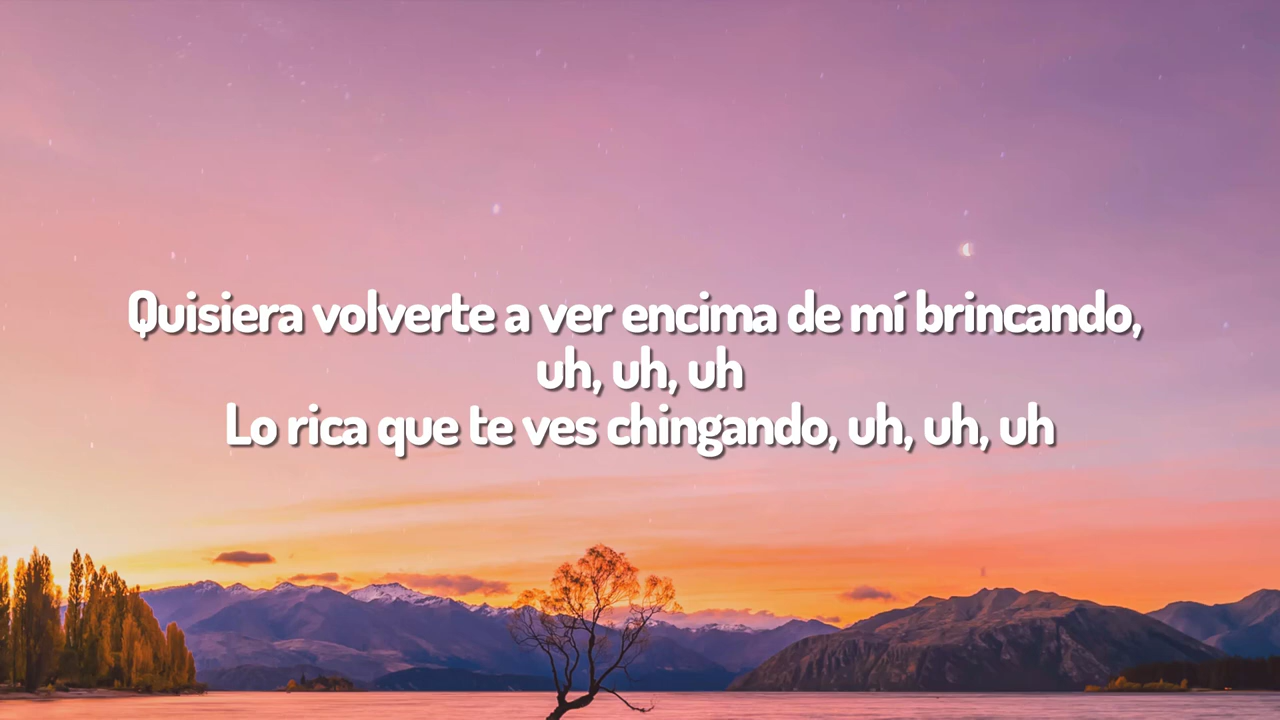 Quisiera volverte a ver encima de mí brincando,
uh, uh, uh
Lo rica que te ves chingando, uh, uh, uh